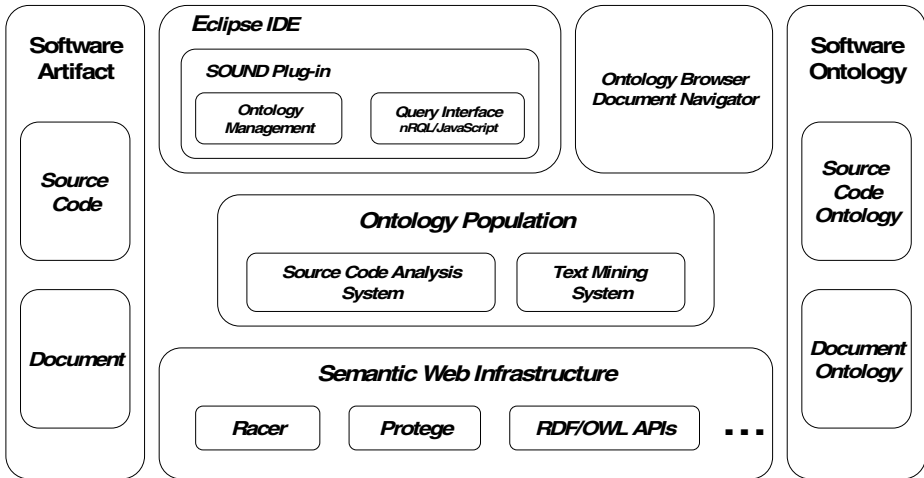 Software
Artifact
Source
Code
Document
Eclipse IDE
SOUND Plug-in
Ontology
Management
Query Interface
nRQL/JavaScript
Ontology Browser
Document Navigator
Ontology Population
Source Code Analysis
System
Text Mining
System
Semantic Web Infrastructure
Racer
Protege
RDF/OWL APIs
...
Software
Ontology
Source
Code
Ontology
Document
Ontology